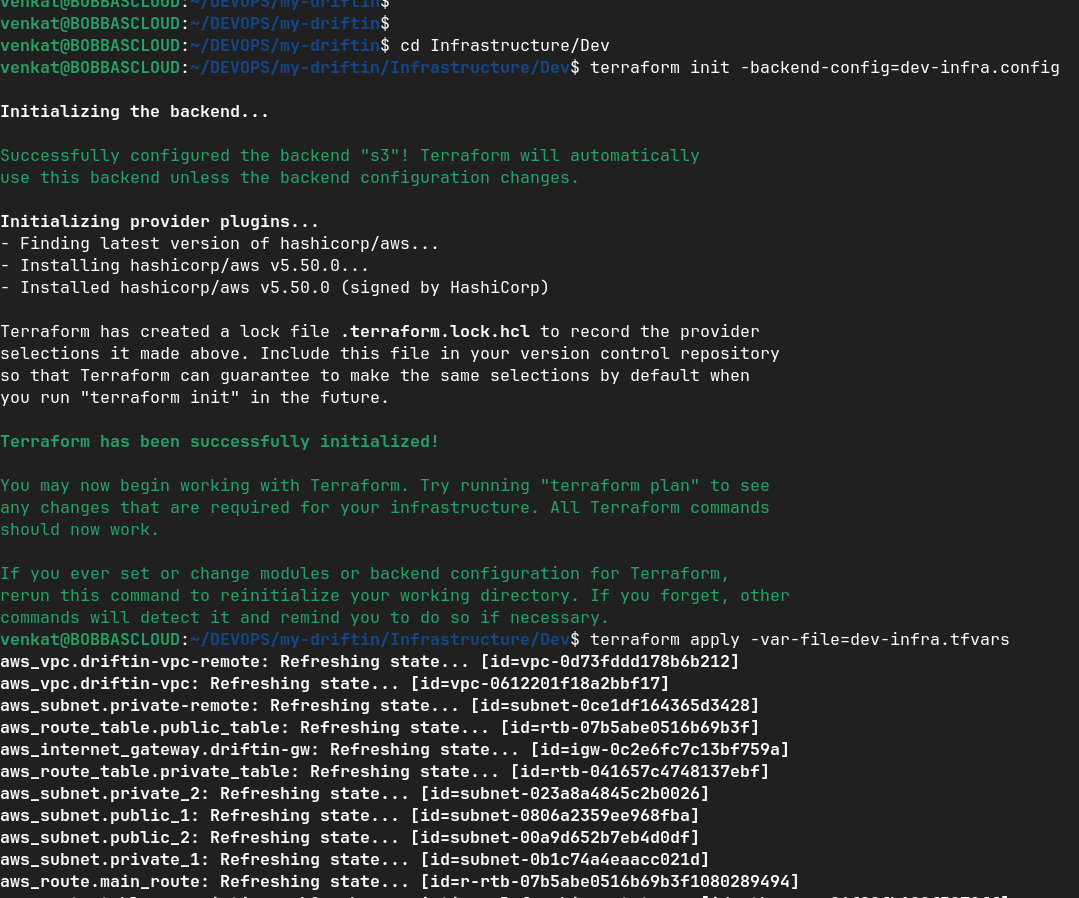 venkat@BOBBASCLOUD:~/DEVOPS/my-driftin$
venkat@BOBBASCLOUD:~/DEVOPS/my-driftin$
venkat@BOBBASCLOUD:~/DEVOPS/my-driftin$ cd Infrastructure/Dev
venkat@BOBBASCLOUD:~/DEVOPS/my-driftin/Infrastructure/Dev$ terraform init -backend-config=dev-infra.config
Initializing the backend...
Successfully configured the backend "s3"! Terraform will automatically
use this backend unless the backend configuration changes.
Initializing provider plugins...
- Finding latest version of hashicorp/aws...
- Installing hashicorp/aws v5.50.0...
- Installed hashicorp/aws v5.50.0 (signed by HashiCorp)
Terraform has created a lock file .terraform.lock.hcl to record the provider
selections it made above. Include this file in your version control repository
so that Terraform can guarantee to make the same selections by default when
you run "terraform init" in the future.
Terraform has been successfully initialized!
You may now begin working with Terraform. Try running "terraform plan" to see
any changes that are required for your infrastructure. All Terraform commands
should now work.
If you ever set or change modules or backend configuration for Terraform,
rerun this command to reinitialize your working directory. If you forget, other
commands will detect it and remind you to do so if necessary.
venkat@BOBBASCLOUD:~/DEVOPS/my-driftin/Infrastructure/Dev$ terraform apply -var-file=dev-infra.tfvars
aws_vpc.driftin-vpc-remote: Refreshing state... [id=vpc-0d73fddd178b6b212]
aws_vpc.driftin-vpc: Refreshing state... [id=vpc-0612201f18a2bbf17]
aws_subnet.private-remote: Refreshing state... [id=subnet-0ce1df164365d3428]
aws_route_table.public_table: Refreshing state... [id=rtb-07b5abe0516b69b3f]
aws_internet_gateway.driftin-gw: Refreshing state... [id=igw-0c2e6fc7c13bf759a]
aws_route_table.private_table: Refreshing state... [id=rtb-041657c4748137ebf]
aws_subnet.private_2: Refreshing state... [id=subnet-023a8a4845c2b0026]
aws_subnet.public_1: Refreshing state... [id=subnet-0806a2359ee968fba]
aws_subnet.public_2: Refreshing state... [id=subnet-00a9d652b7eb4d0df]
aws_subnet.private_1: Refreshing state... [id=subnet-0b1c74a4eaacc021d]
aws_route.main_route: Refreshing state... [id=r-rtb-07b5abe0516b69b3f1080289494]